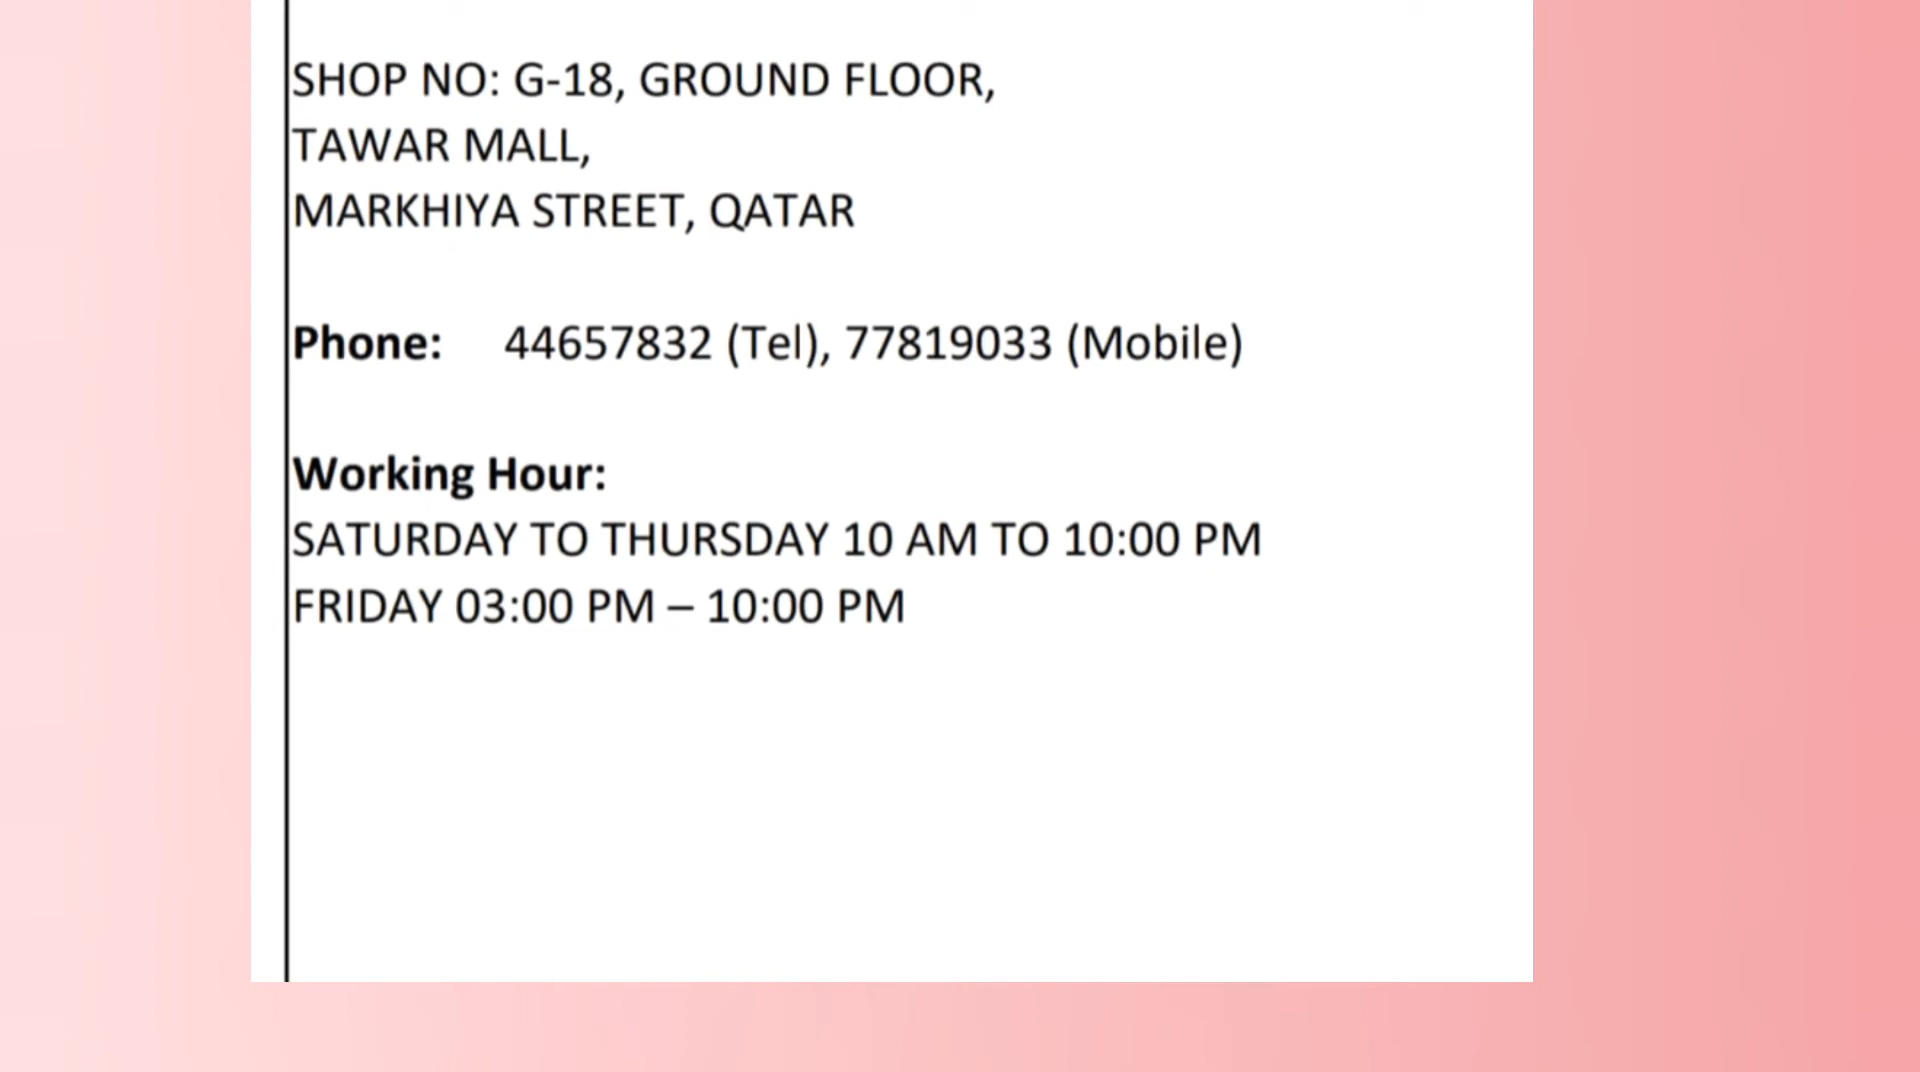 SHOP NO: G-18, GROUND FLOOR,
TAWAR MALL,
MARKHIYA STREET, QATAR
Phone: 44657832 (Tel), 77819033 (Mobile)
Working Hour:
SATURDAY TO THURSDAY 10 AM TO 10:00 PM
FRIDAY 03:00 PM – 10:00 PM